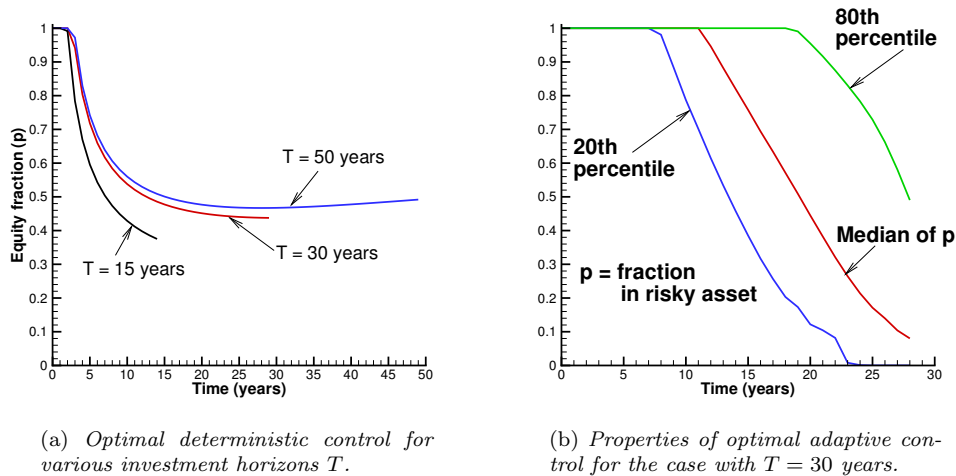 Equity fraction (p)
1
0.9
0.8
0.7
0.6
0.5
0.4
0.3
0.2
0.1
0
0 5 10 15 20 25 30 35 40 45 50
Time (years)
T = 50 years
T = 30 years
T = 15 years
(a) Optimal deterministic control for
various investment horizons T.
1
0.9
0.8
0.7
0.6
0.5
0.4
0.3
0.2
0.1
0
0 5 10 15 20 25 30
Time (years)
80th
percentile
20th
percentile
Median of p
p = fraction
in risky asset
(b) Properties of optimal adaptive con-
trol for the case with T = 30 years.